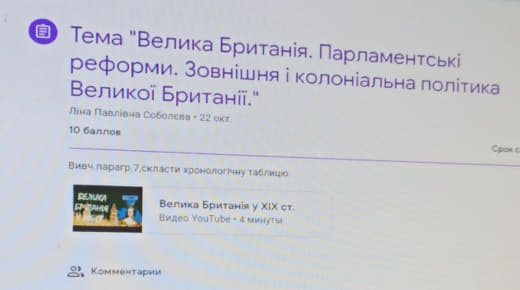 Тема "Велика Британія. Парламентські
реформи. Зовнішня і колоніальна політика
Великої Британії."
Ліна Павлівна Соболєва • 22 окт.
10 баллов
Срок с
Вивч.парагр.7,скласти хронологічну таблицю
ВЕЛИКА
БРИТАНІЯ
Велика Британія у XIX ст.
Видео YouTube • 4 минуты
Комментарии